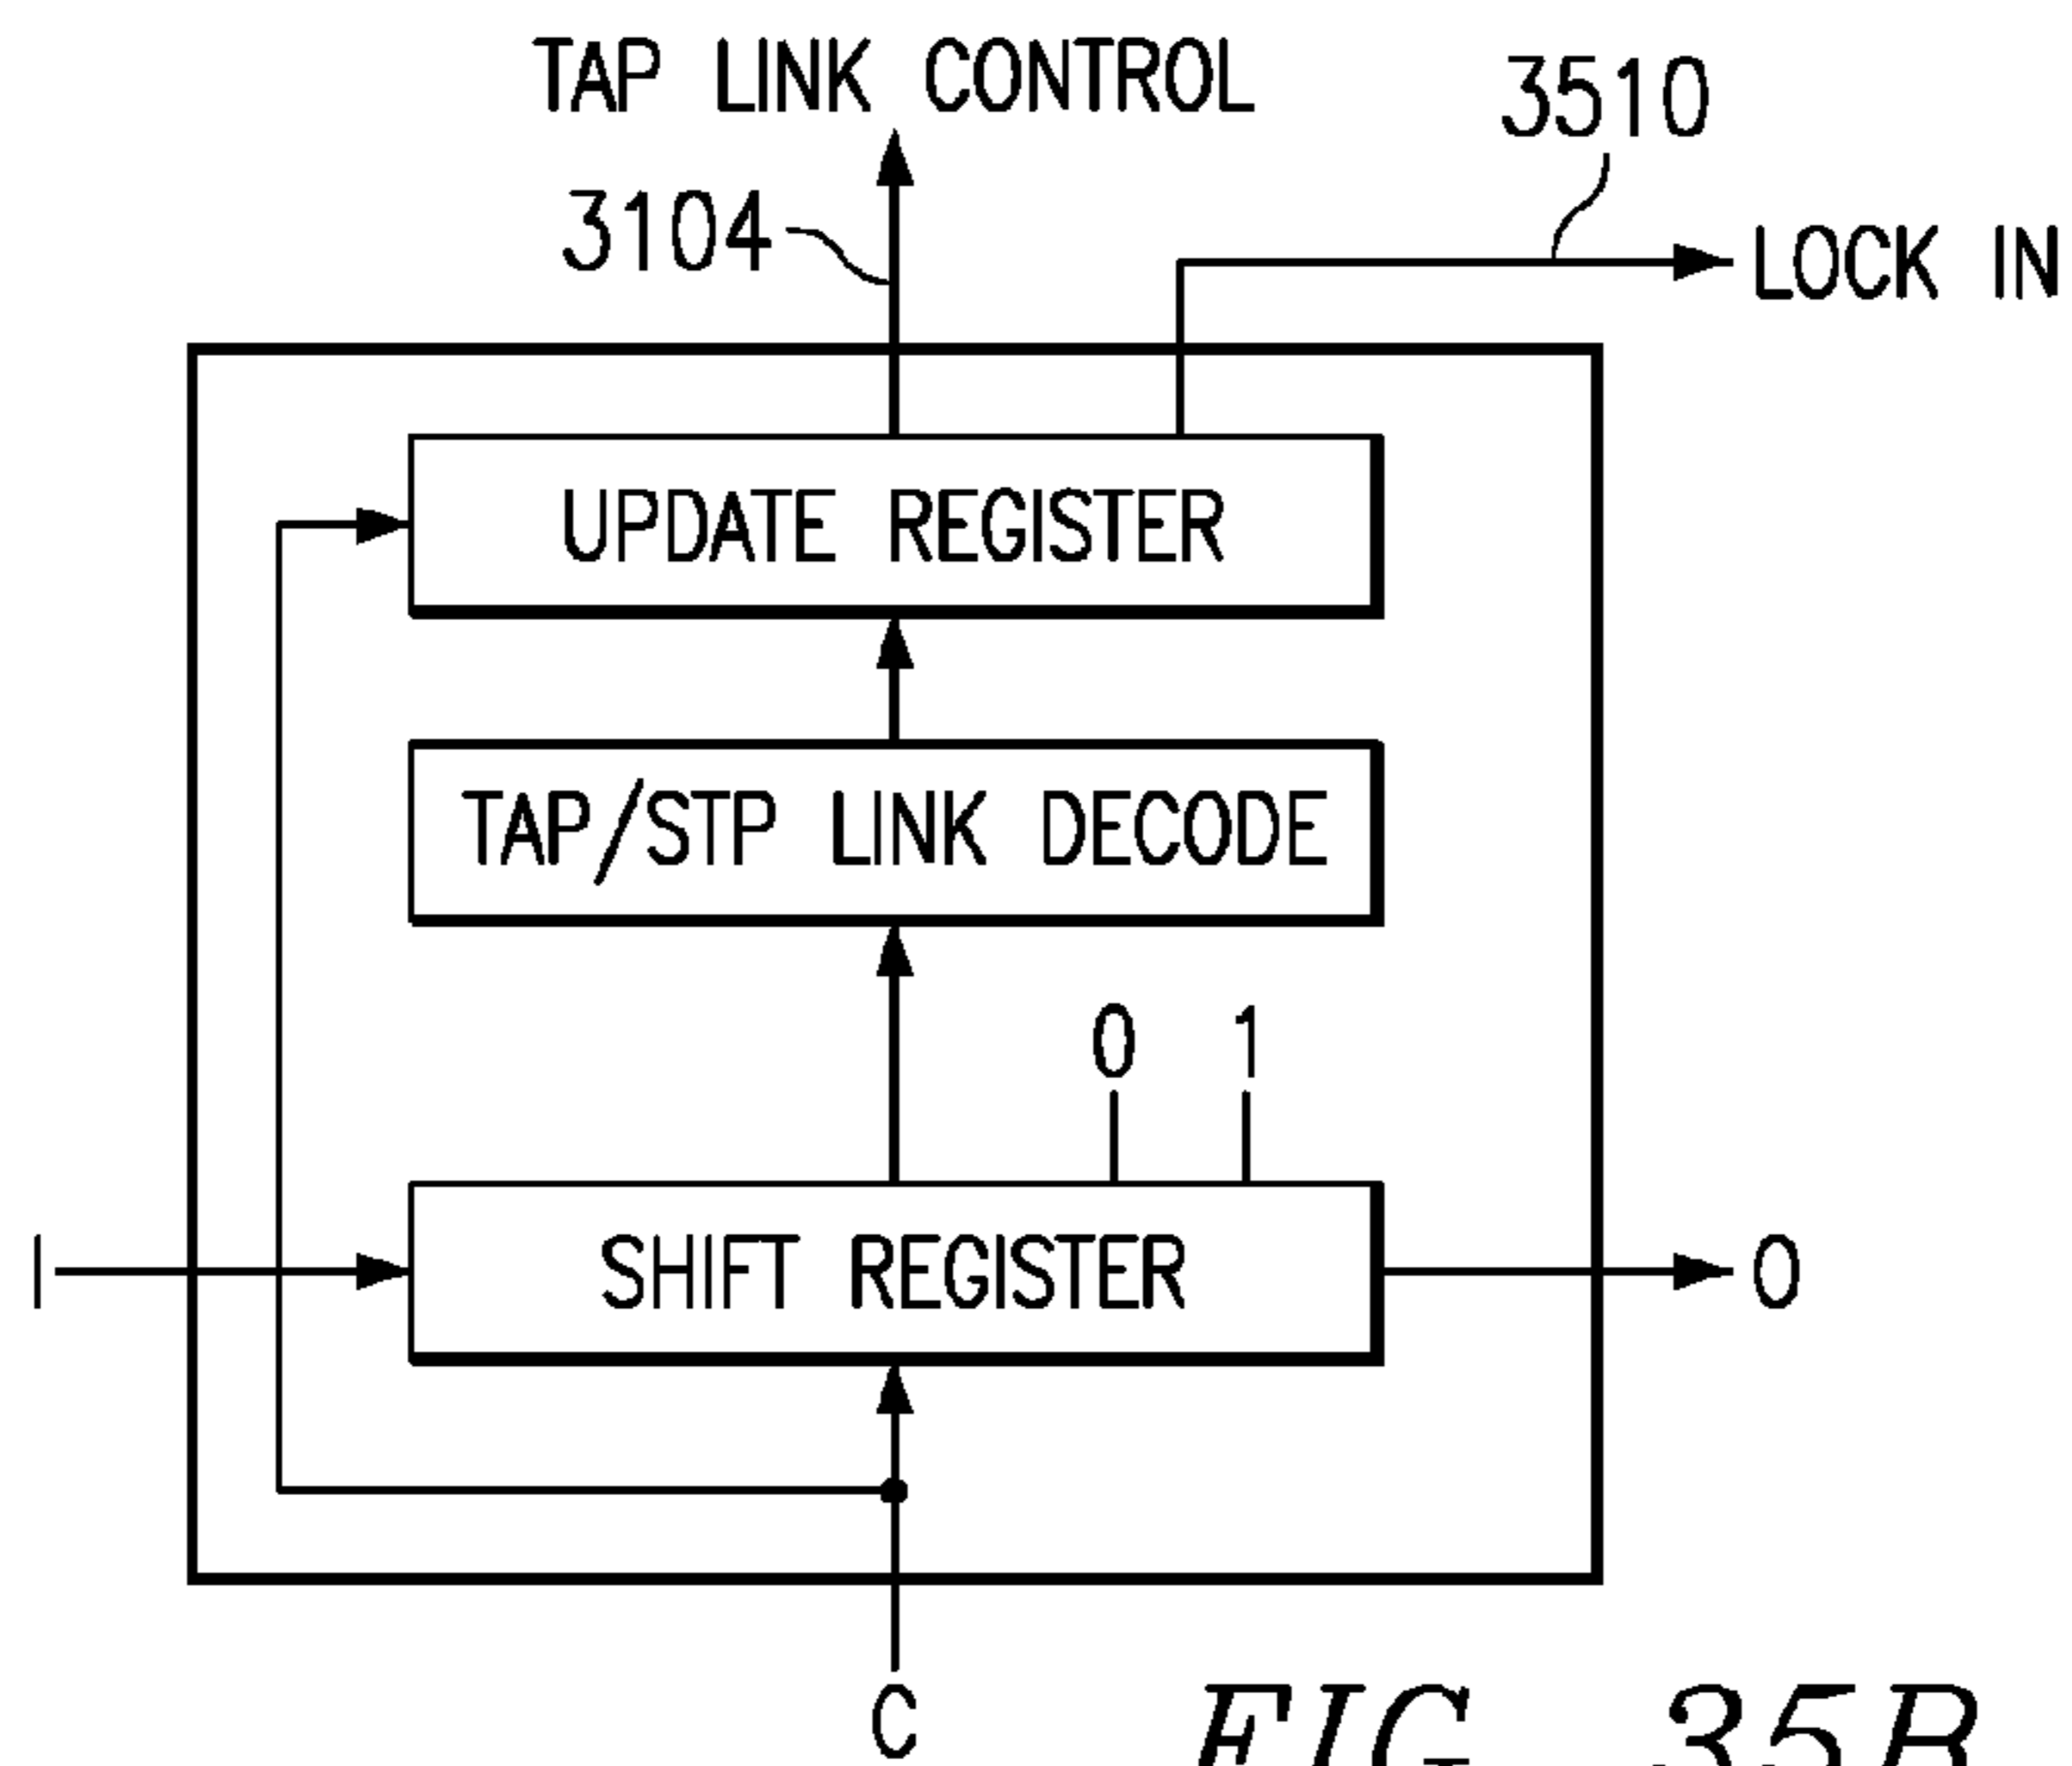 TAP LINK CONTROL
3510
3104
LOCK IN
UPDATE REGISTER
TAP/STP LINK DECODE
0 1
I
SHIFT REGISTER
O
C
FIG. 35B